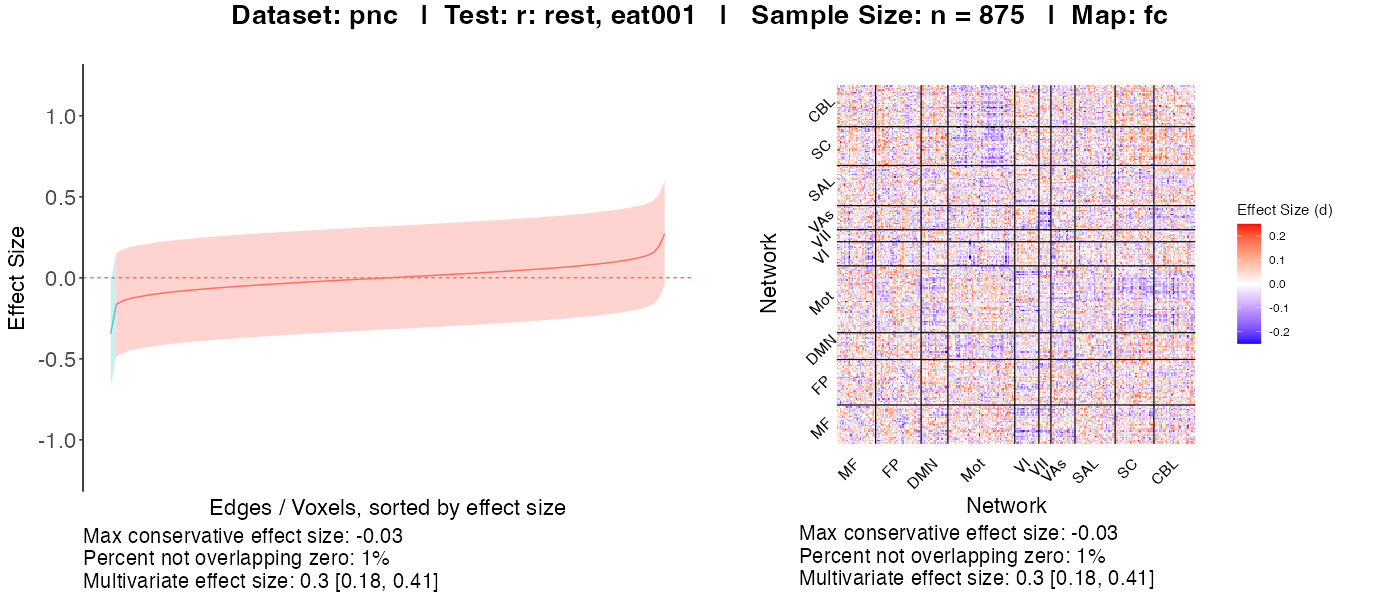 Dataset: pnc | Test: r: rest, eat001 | Sample Size: n = 875 | Map: fc
Effect Size
1.0
0.5
0.0
-0.5
-1.0
Edges / Voxels, sorted by effect size
Max conservative effect size: -0.03
Percent not overlapping zero: 1%
Multivariate effect size: 0.3 [0.18, 0.41]
Network
CBL
SC
SAL
VAs
VII
VI
Mot
DMN
FP
MF
MF
FP
DMN
Mot
VI
VII
VAs
SAL
SC
CBL
Network
Max conservative effect size: -0.03
Percent not overlapping zero: 1%
Multivariate effect size: 0.3 [0.18, 0.41]
Effect Size (d)
0.2
0.1
0.0
-0.1
-0.2